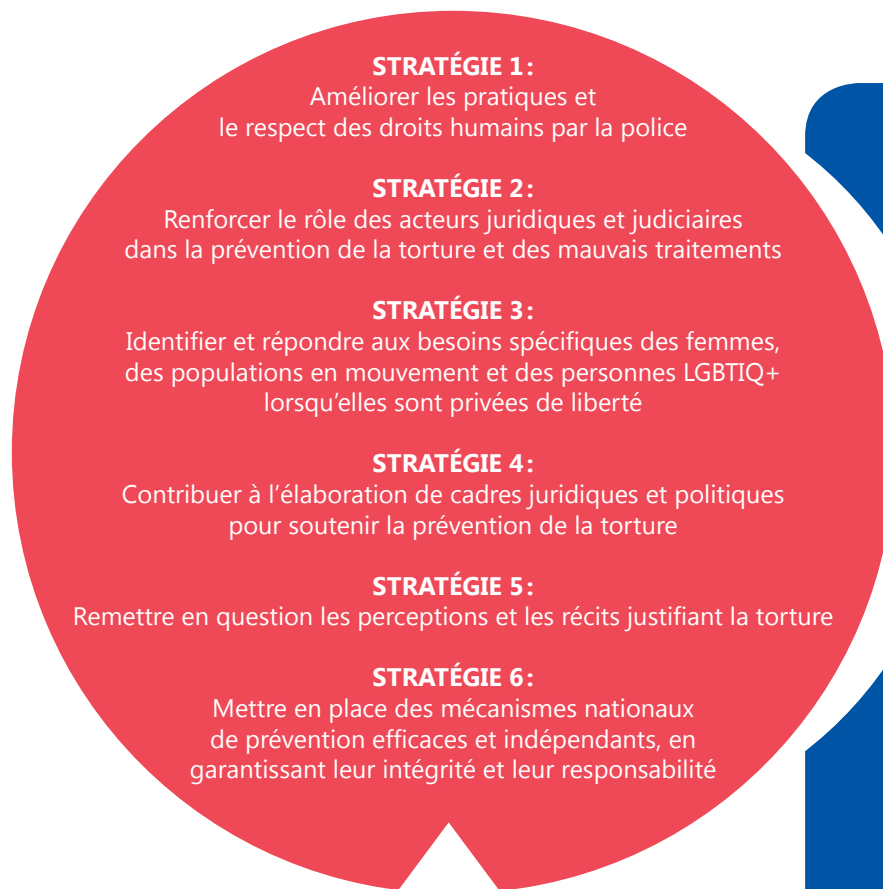 STRATÉGIE 1:
Améliorer les pratiques et
le respect des droits humains par la police
STRATÉGIE 2:
Renforcer le rôle des acteurs juridiques et judiciaires
dans la prévention de la torture et des mauvais traitements
STRATÉGIE 3:
Identifier et répondre aux besoins spécifiques des femmes,
des populations en mouvement et des personnes LGBTIQ+
lorsqu'elles sont privées de liberté
STRATÉGIE 4:
Contribuer à l'élaboration de cadres juridiques et politiques
pour soutenir la prévention de la torture
STRATÉGIE 5:
Remettre en question les perceptions et les récits justifiant la torture
STRATÉGIE 6:
Mettre en place des mécanismes nationaux
de prévention efficaces et indépendants, en
garantissant leur intégrité et leur responsabilité